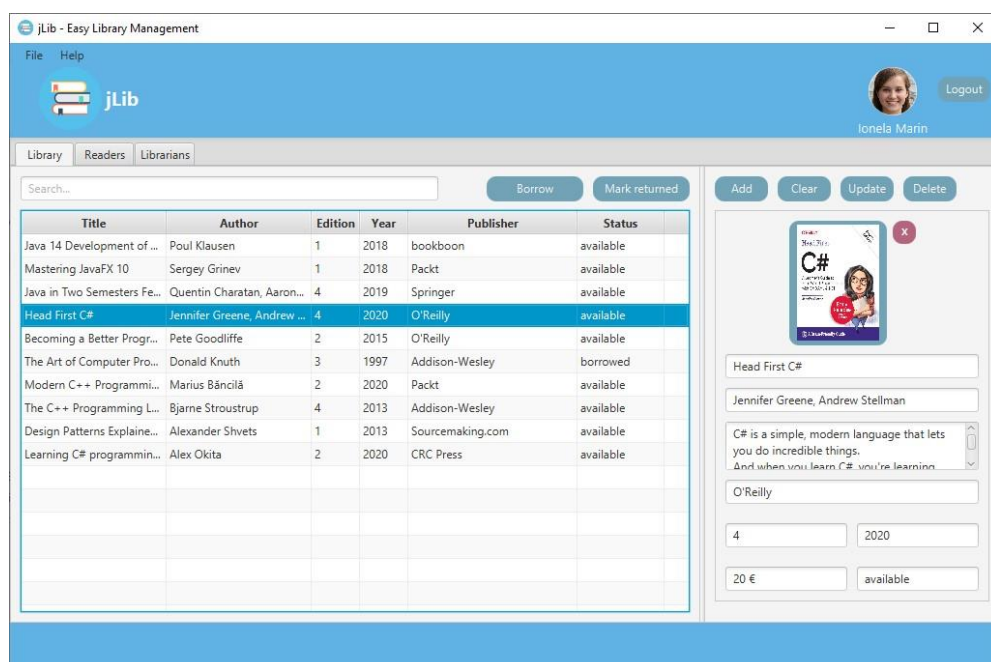 jLib - Easy Library Management
File Help
jLib
Logout
Ionela Marin
Library Readers Librarians
Search... Borrow Mark returned Add Clear Update Delete
Title Author Edition Year Publisher Status
Java 14 Development of ... Poul Klausen 1 2018 bookboon available
Mastering JavaFX 10 Sergey Grinev 1 2018 Packt available
Java in Two Semesters Fe... Quentin Charatan, Aaron... 4 2019 Springer available
Head First C# Jennifer Greene, Andrew ... 4 2020 O'Reilly available
Becoming a Better Progr... Pete Goodliffe 2 2015 O'Reilly available
The Art of Computer Pro... Donald Knuth 3 1997 Addison-Wesley borrowed
Modern C++ Programmi... Marius Băncilă 2 2020 Packt available
The C++ Programming L... Bjarne Stroustrup 4 2013 Addison-Wesley available
Design Patterns Explaine... Alexander Shvets 1 2013 Sourcemaking.com available
Learning C# programmin... Alex Okita 2 2020 CRC Press available
X
Head First
C#
Head First C#
Jennifer Greene, Andrew Stellman
C# is a simple, modern language that lets
you do incredible things.
And when you learn C#, you're learning
O'Reilly
4 2020
20 € available